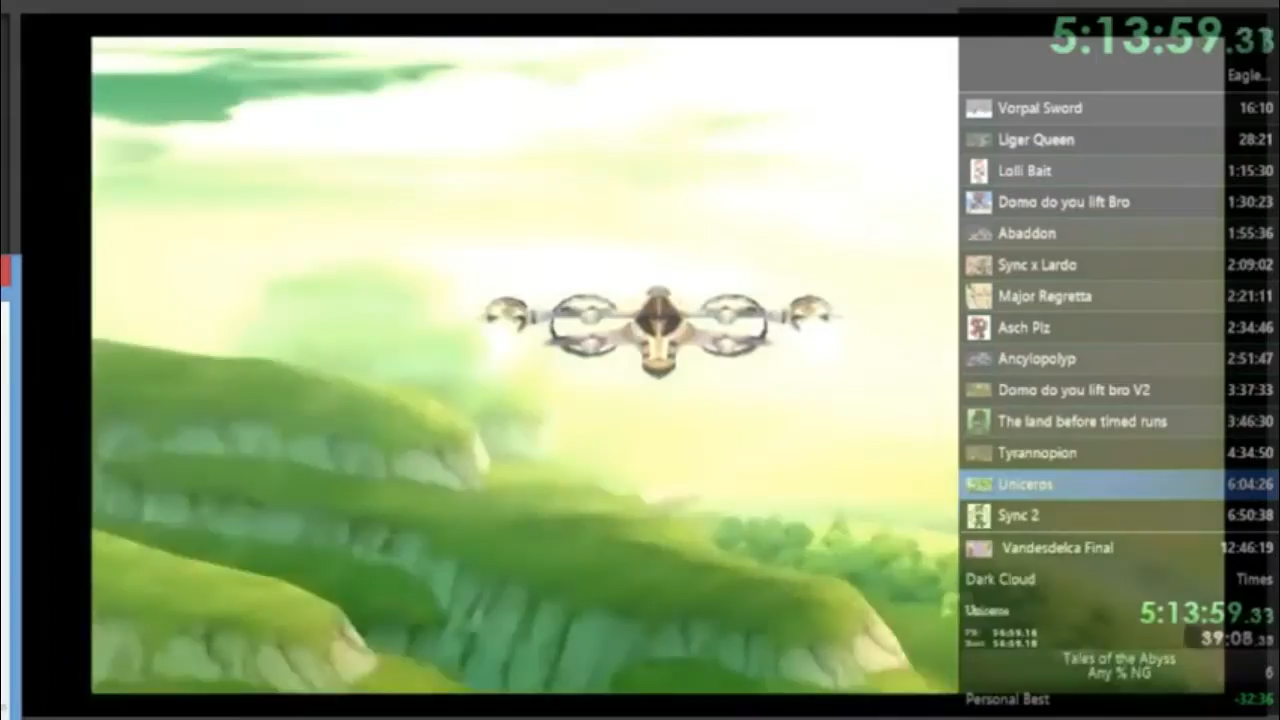 5:13:59.33
Eagle...
Vorpal Sword 16:10
Liger Queen 28:21
Lolli Bait 1:15:30
Domo do you lift Bro 1:30:23
Abaddon 1:55:36
Sync x Lardo 2:09:02
Major Regretta 2:21:11
Asch Plz 2:34:46
Ancylopolyp 2:51:47
Domo do you lift bro V2 3:37:33
The land before timed runs 3:46:30
Tyrannopion 4:34:50
Uniceros 6:04:26
Sync 2 6:50:38
Vandesdelca Final 12:46:19
Dark Cloud Times
Uniceros 5:13:59.33
39:08
Tales of the Abyss
Any % NG 6
Personal Best -32:36